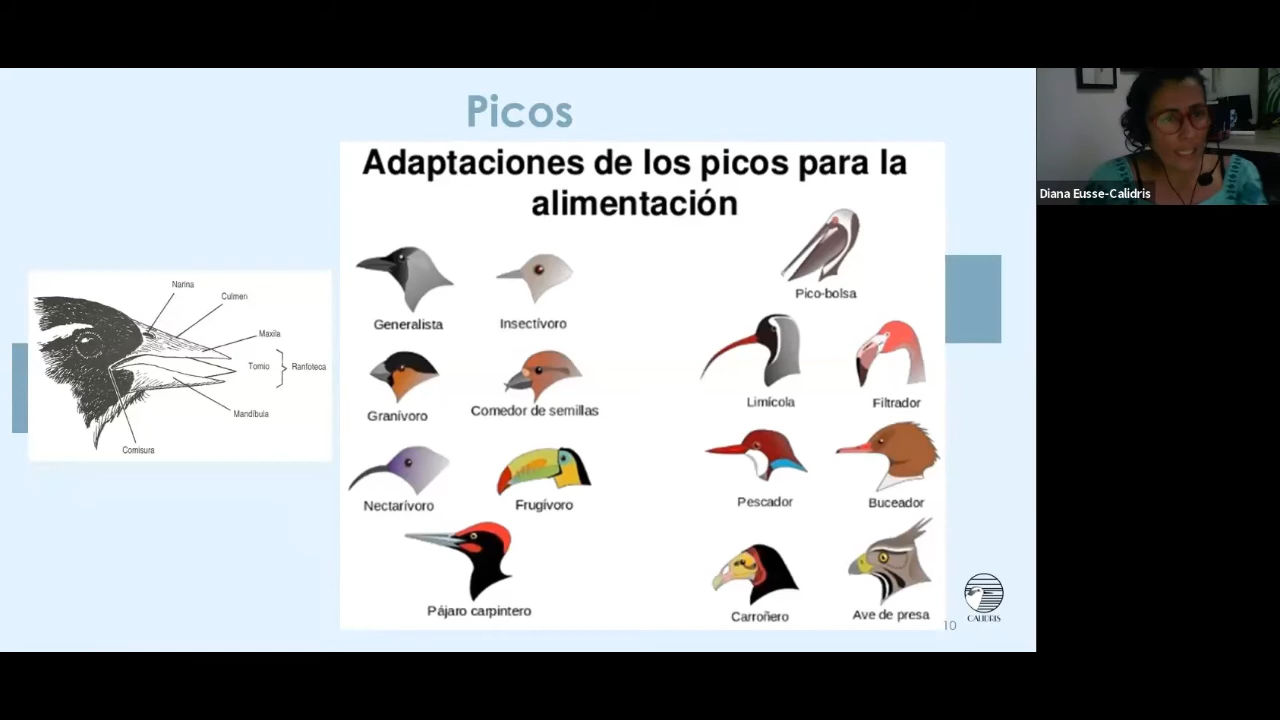 Picos
Adaptaciones de los picos para la
alimentación
Narina
Culmen
Maxila
Tomio
Ranfoteca
Mandíbula
Comisura
Generalista
Insectívoro
Pico-bolsa
Granívoro
Comedor de semillas
Limícola
Filtrador
Nectarívoro
Frugívoro
Pescador
Buceador
Pájaro carpintero
Carroñero
Ave de presa
CALIDRIS
10
Diana Eusse-Calidris